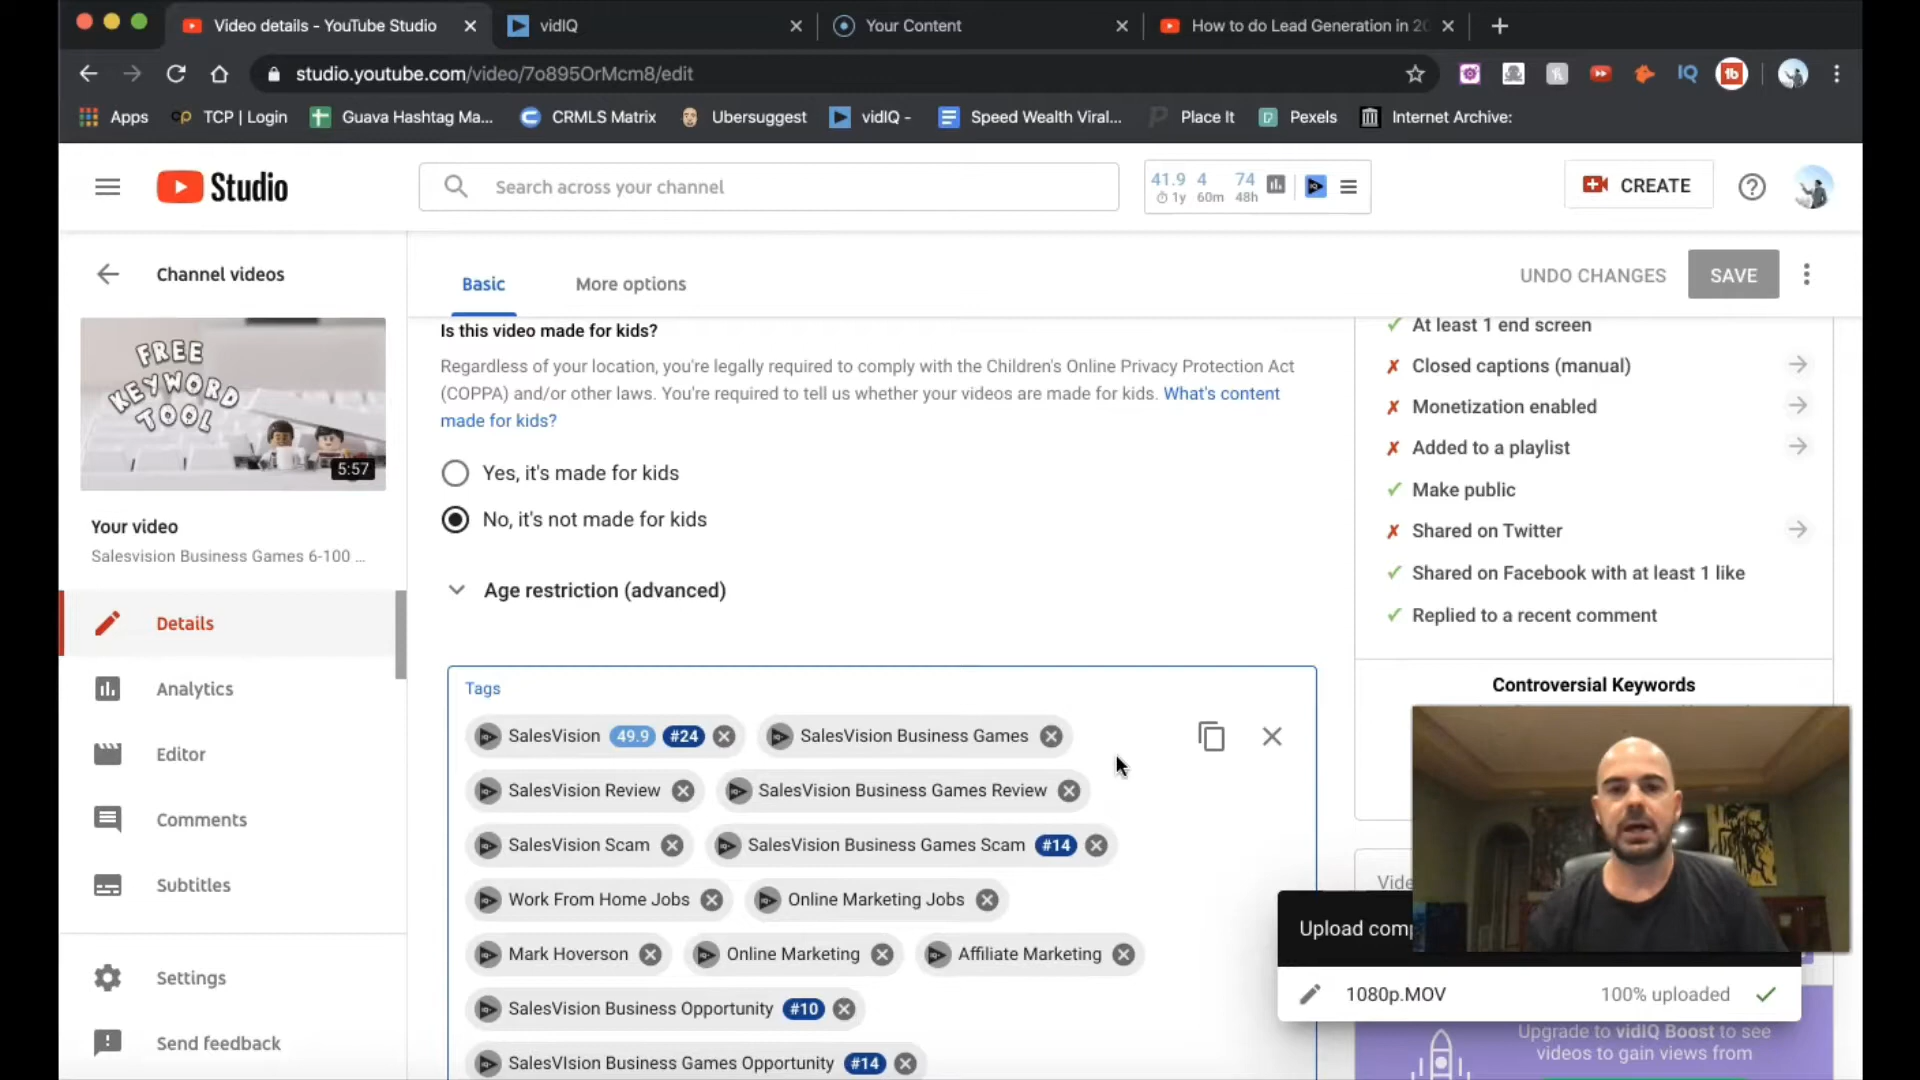 Video details - YouTube Studio
vidIQ
Your Content
How to do Lead Generation in 20
studio.youtube.com/video/7o895OrMcm8/edit
Apps
TCP | Login
Guava Hashtag Ma...
CRMLS Matrix
Ubersuggest
vidIQ -
Speed Wealth Viral...
Place It
Pexels
Internet Archive:
Studio
Search across your channel
41.9 4 74
1y 60m 48h
CREATE
Channel videos
Basic
More options
UNDO CHANGES
SAVE
FREE
KEYWORD
TOOL
5:57
Your video
Salesvision Business Games 6-100 ...
Details
Analytics
Editor
Comments
Subtitles
Settings
Send feedback
Is this video made for kids?
Regardless of your location, you're legally required to comply with the Children's Online Privacy Protection Act
(COPPA) and/or other laws. You're required to tell us whether your videos are made for kids. What's content
made for kids?
Yes, it's made for kids
No, it's not made for kids
Age restriction (advanced)
Tags
SalesVision 49.9 #24
SalesVision Business Games
SalesVision Review
SalesVision Business Games Review
SalesVision Scam
SalesVision Business Games Scam #14
Work From Home Jobs
Online Marketing Jobs
Mark Hoverson
Online Marketing
Affiliate Marketing
SalesVision Business Opportunity #10
SalesVIsion Business Games Opportunity #14
At least 1 end screen
Closed captions (manual)
Monetization enabled
Added to a playlist
Make public
Shared on Twitter
Shared on Facebook with at least 1 like
Replied to a recent comment
Controversial Keywords
Vide
Upload comp
1080p.MOV
100% uploaded
Upgrade to vidIQ Boost to see
videos to gain views from